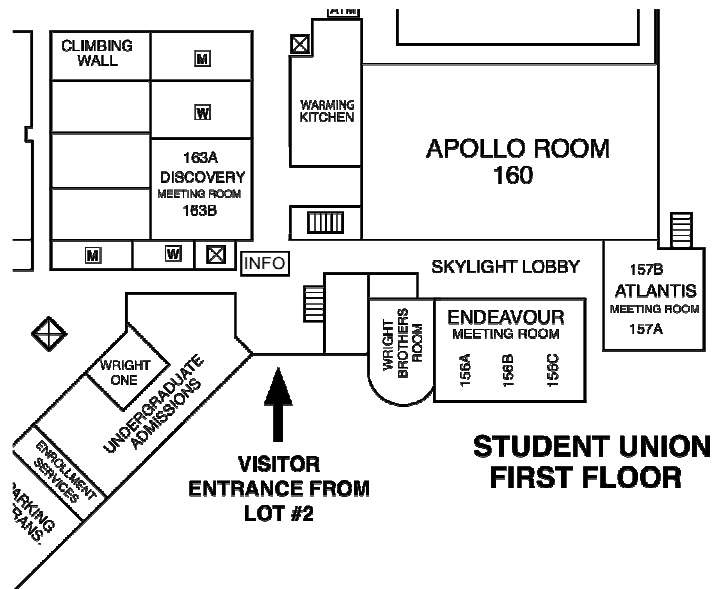 ATM
CLIMBING
WALL
M
W
WARMING
KITCHEN
163A
DISCOVERY
MEETING ROOM
163B
APOLLO ROOM
160
M
W
INFO
SKYLIGHT LOBBY
157B
ATLANTIS
MEETING ROOM
157A
WRIGHT
BROTHERS
ROOM
ENDEAVOUR
MEETING ROOM
156A
156B
156C
WRIGHT
ONE
UNDERGRADUATE
ADMISSIONS
ENROLLMENT
SERVICES
PARKING
TRANS.
VISITOR
ENTRANCE FROM
LOT #2
STUDENT UNION
FIRST FLOOR